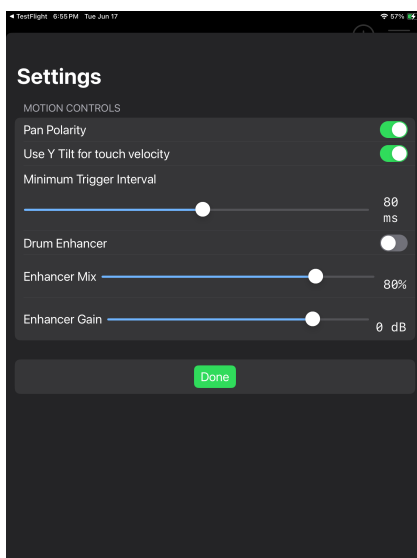 ◀ TestFlight 6:55 PM Tue Jun 17 57%
Settings
MOTION CONTROLS
Pan Polarity
Use Y Tilt for touch velocity
Minimum Trigger Interval
80
ms
Drum Enhancer
Enhancer Mix 80%
Enhancer Gain 0 dB
Done